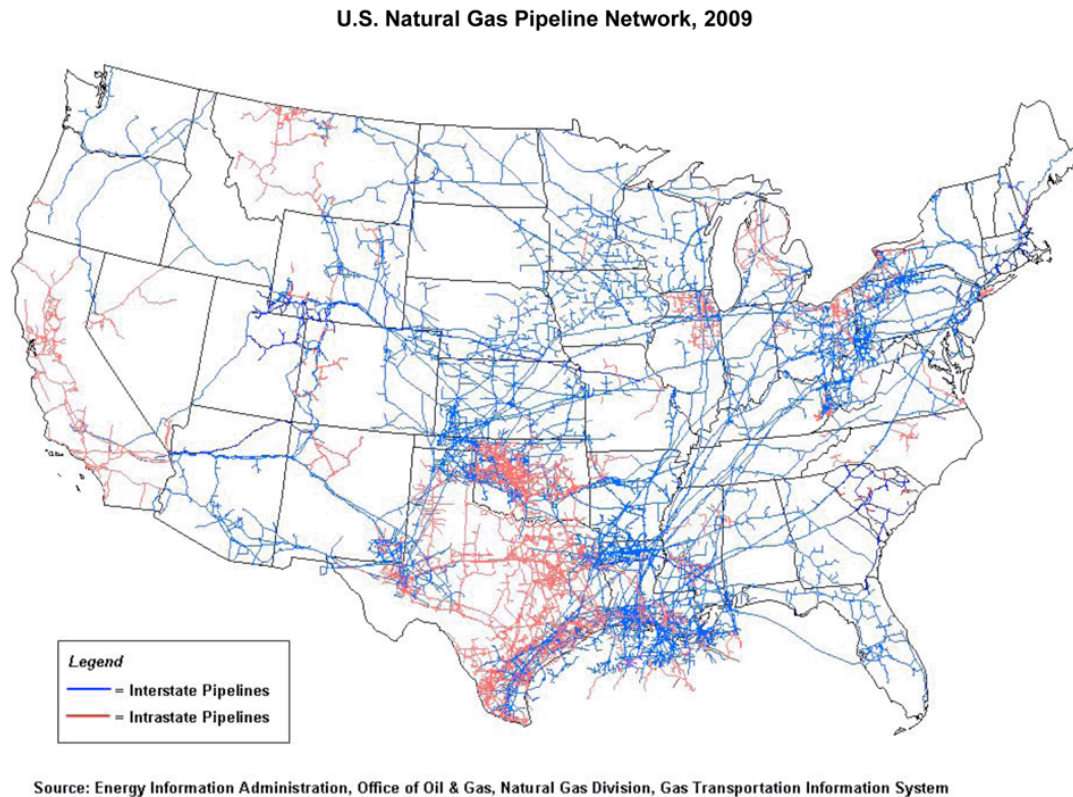 U.S. Natural Gas Pipeline Network, 2009
Legend
= Interstate Pipelines
= Intrastate Pipelines
Source: Energy Information Administration, Office of Oil & Gas, Natural Gas Division, Gas Transportation Information System